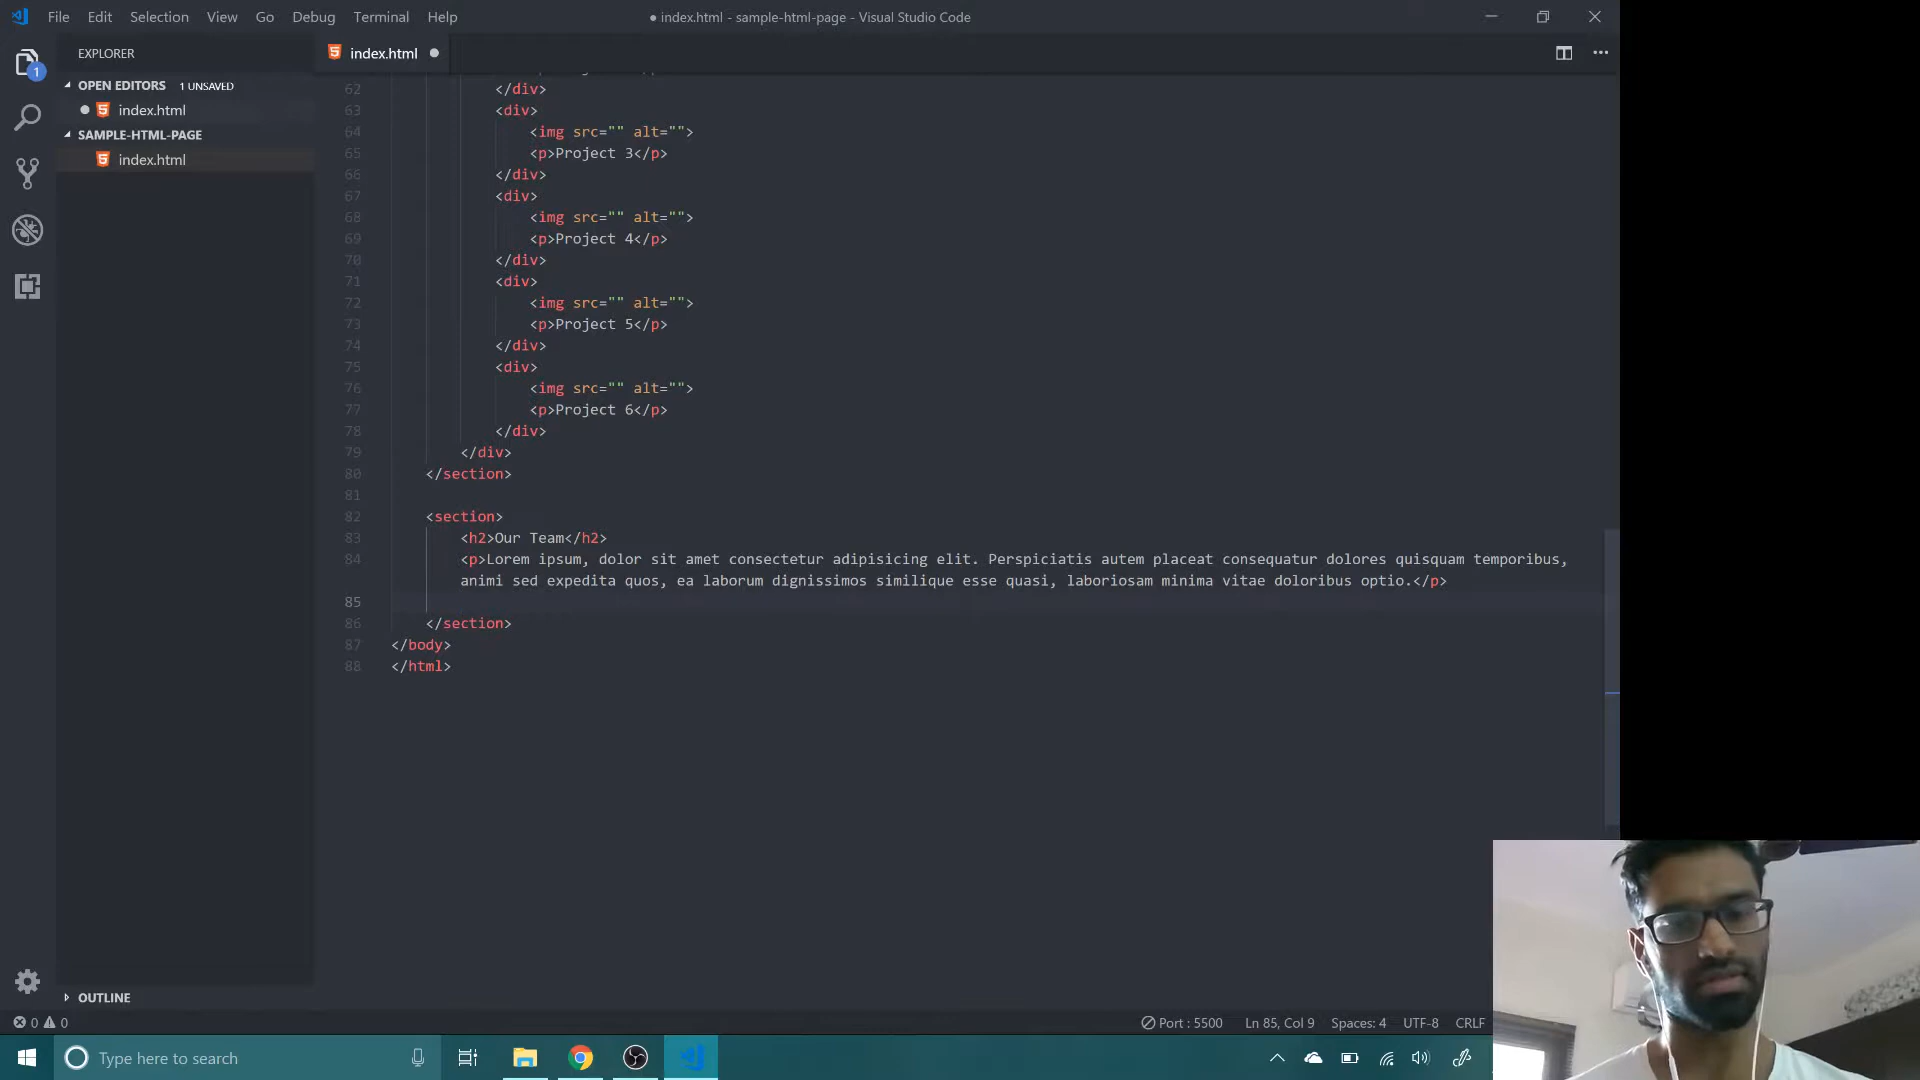 File Edit Selection View Go Debug Terminal Help
● index.html - sample-html-page - Visual Studio Code
EXPLORER
index.html
1
OPEN EDITORS 1 UNSAVED
index.html
SAMPLE-HTML-PAGE
index.html
62 </div>
63 <div>
64 <img src="" alt="">
65 <p>Project 3</p>
66 </div>
67 <div>
68 <img src="" alt="">
69 <p>Project 4</p>
70 </div>
71 <div>
72 <img src="" alt="">
73 <p>Project 5</p>
74 </div>
75 <div>
76 <img src="" alt="">
77 <p>Project 6</p>
78 </div>
79 </div>
80 </section>
81
82 <section>
83 <h2>Our Team</h2>
84 <p>Lorem ipsum, dolor sit amet consectetur adipisicing elit. Perspiciatis autem placeat consequatur dolores quisquam temporibus,
animi sed expedita quos, ea laborum dignissimos similique esse quasi, laboriosam minima vitae doloribus optio.</p>
85
86 </section>
87 </body>
88 </html>
OUTLINE
0 0
Port : 5500 Ln 85, Col 9 Spaces: 4 UTF-8 CRLF
Type here to search